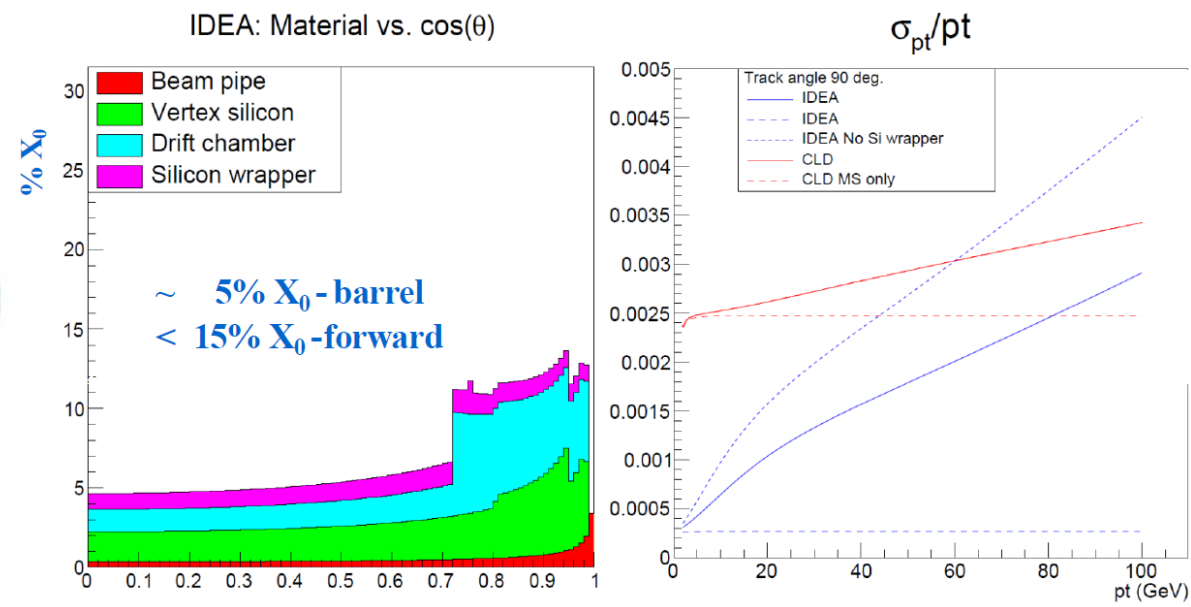 IDEA: Material vs. cos(θ)
% X₀
30
25
20
15
10
5
0
Beam pipe
Vertex silicon
Drift chamber
Silicon wrapper
~ 5% X₀ - barrel
< 15% X₀ -forward
0 0.1 0.2 0.3 0.4 0.5 0.6 0.7 0.8 0.9 1
σpt/pt
0.005
0.0045
0.004
0.0035
0.003
0.0025
0.002
0.0015
0.001
0.0005
0
Track angle 90 deg.
IDEA
IDEA
IDEA No Si wrapper
CLD
CLD MS only
0 20 40 60 80 100
pt (GeV)